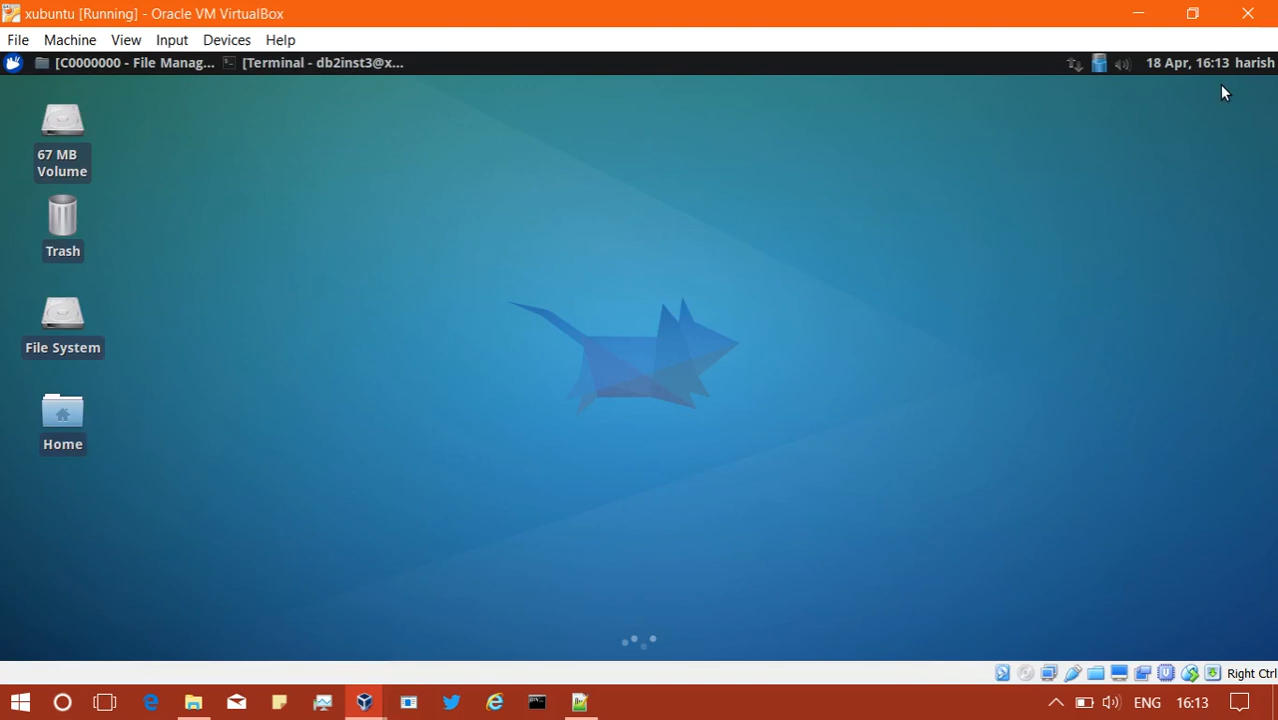 xubuntu [Running] - Oracle VM VirtualBox
File Machine View Input Devices Help
[C0000000 - File Manag... [Terminal - db2inst3@x... 18 Apr, 16:13 harish
67 MB
Volume
Trash
File System
Home
Right Ctrl
ENG 16:13